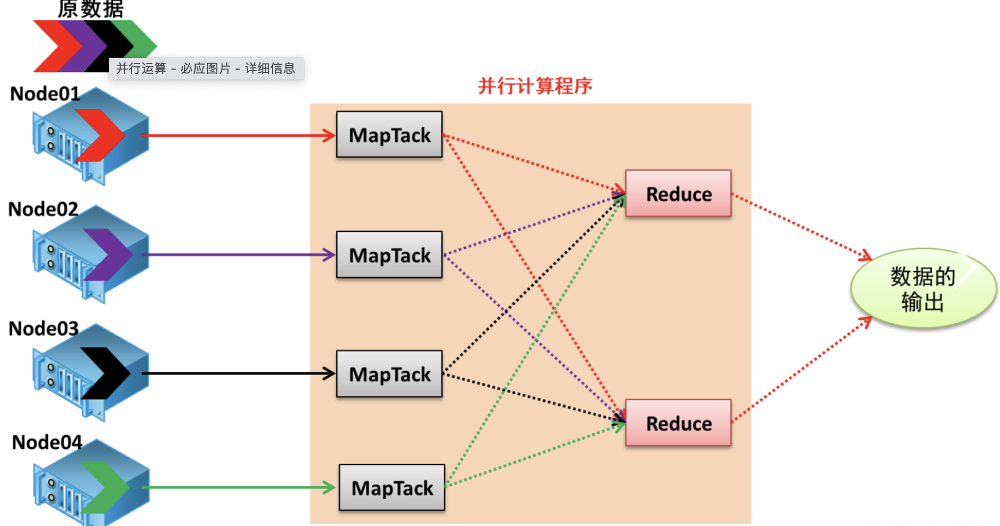 原数据
并行运算 - 必应图片 - 详细信息
并行计算程序
Node01
MapTack
Reduce
Node02
MapTack
数据的
输出
Node03
MapTack
Reduce
Node04
MapTack